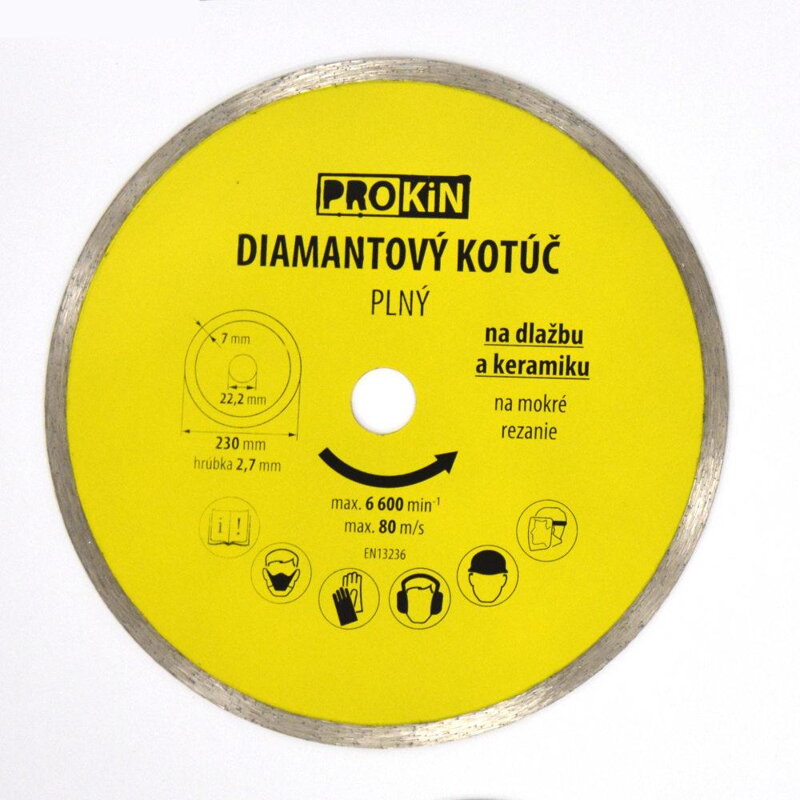 PROKiN
DIAMANTOVÝ KOTÚČ
PLNÝ
7 mm
22,2 mm
230 mm
hrúbka 2,7 mm
na dlažbu
a keramiku
na mokré
rezanie
max. 6 600 min⁻¹
max. 80 m/s
EN13236
i !